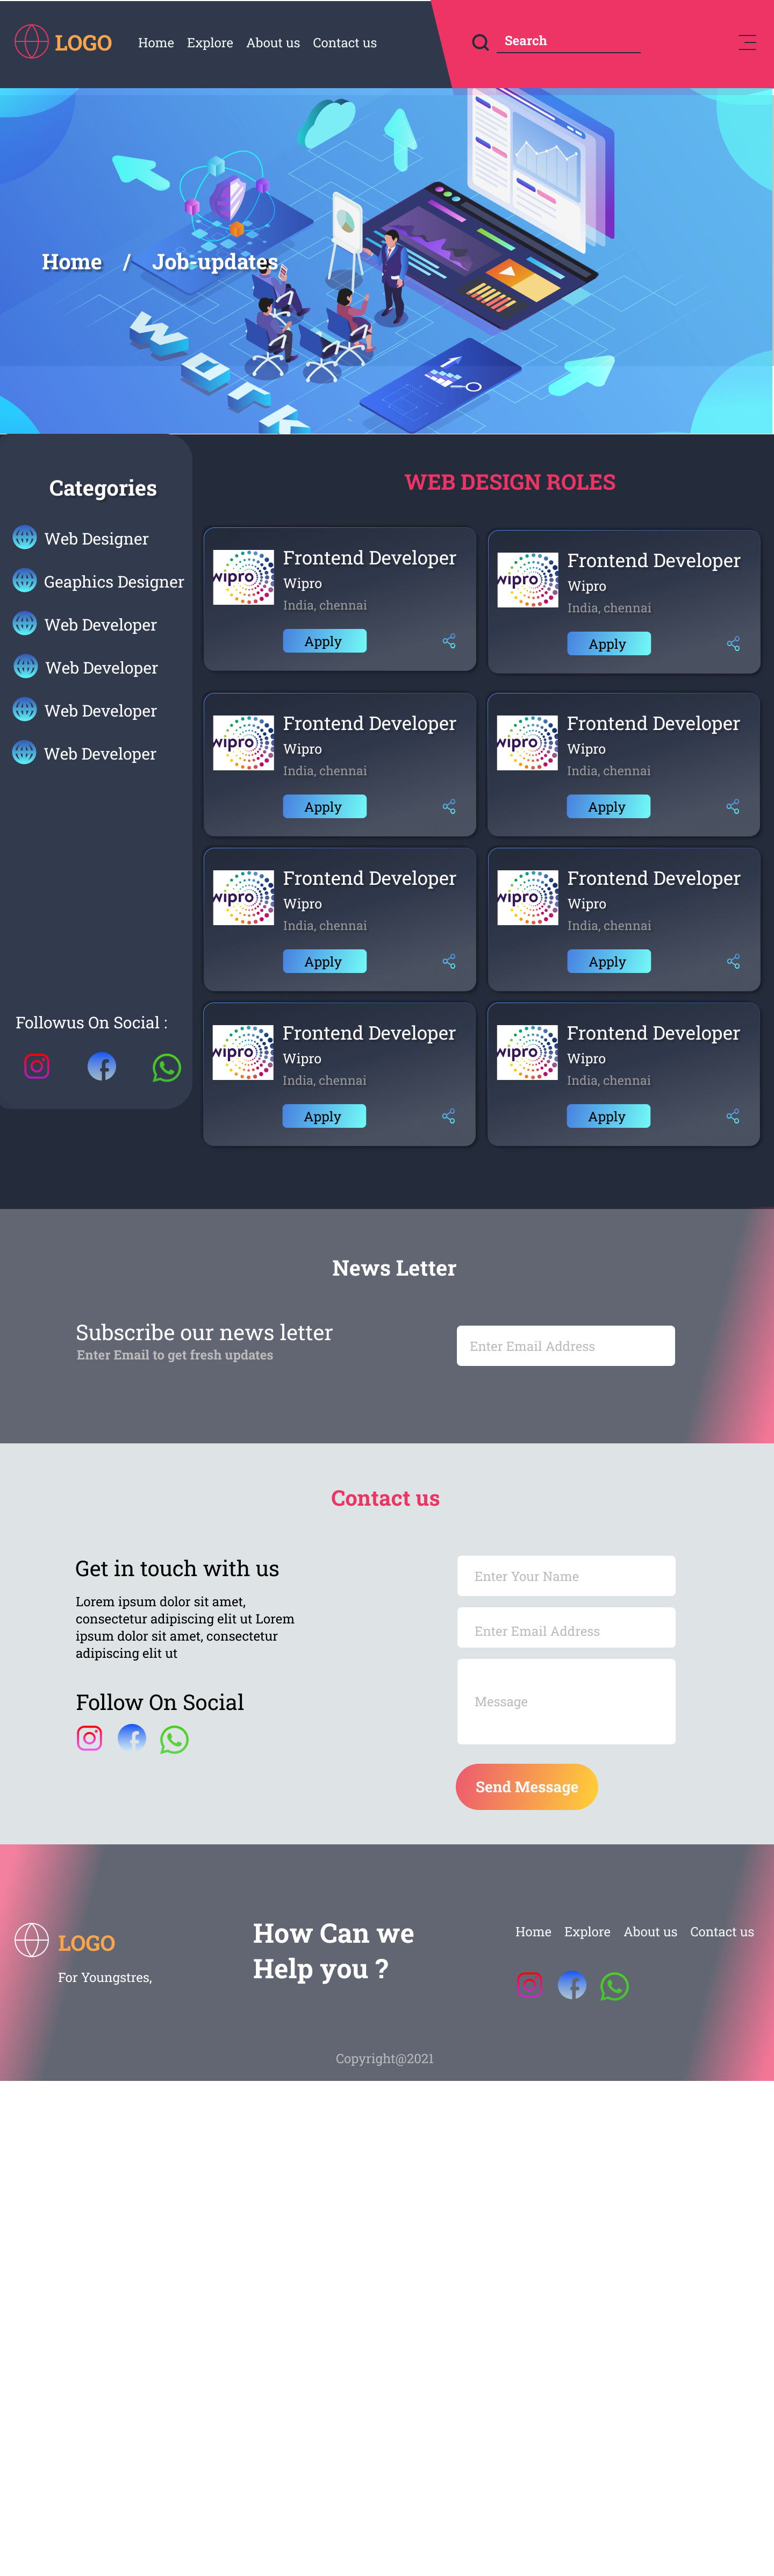 LOGO
Home Explore About us Contact us
Search
Home / Job-updates
Work
Categories
Web Designer
Geaphics Designer
Web Developer
Web Developer
Web Developer
Web Developer
Followus On Social :
WEB DESIGN ROLES
wipro
Frontend Developer
Wipro
India, chennai
Apply
wipro
Frontend Developer
Wipro
India, chennai
Apply
wipro
Frontend Developer
Wipro
India, chennai
Apply
wipro
Frontend Developer
Wipro
India, chennai
Apply
wipro
Frontend Developer
Wipro
India, chennai
Apply
wipro
Frontend Developer
Wipro
India, chennai
Apply
wipro
Frontend Developer
Wipro
India, chennai
Apply
wipro
Frontend Developer
Wipro
India, chennai
Apply
News Letter
Subscribe our news letter
Enter Email to get fresh updates
Enter Email Address
Contact us
Get in touch with us
Lorem ipsum dolor sit amet,
consectetur adipiscing elit ut Lorem
ipsum dolor sit amet, consectetur
adipiscing elit ut
Follow On Social
Enter Your Name
Enter Email Address
Message
Send Message
LOGO
For Youngstres,
How Can we
Help you ?
Home Explore About us Contact us
Copyright@2021